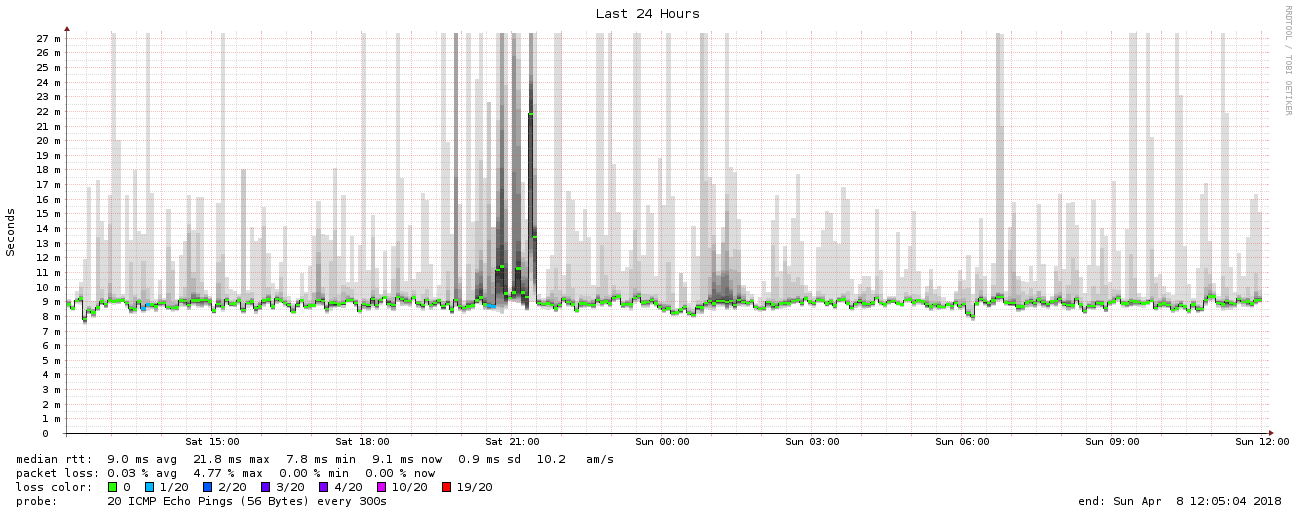 Last 24 Hours
RRDTOOL / TOBI OETIKER
Seconds
27 m
26 m
25 m
24 m
23 m
22 m
21 m
20 m
19 m
18 m
17 m
16 m
15 m
14 m
13 m
12 m
11 m
10 m
9 m
8 m
7 m
6 m
5 m
4 m
3 m
2 m
1 m
0
Sat 15:00 Sat 18:00 Sat 21:00 Sun 00:00 Sun 03:00 Sun 06:00 Sun 09:00 Sun 12:00
median rtt: 9.0 ms avg 21.8 ms max 7.8 ms min 9.1 ms now 0.9 ms sd 10.2 am/s
packet loss: 0.03 % avg 4.77 % max 0.00 % min 0.00 % now
loss color: 0 1/20 2/20 3/20 4/20 10/20 19/20
probe: 20 ICMP Echo Pings (56 Bytes) every 300s end: Sun Apr 8 12:05:04 2018